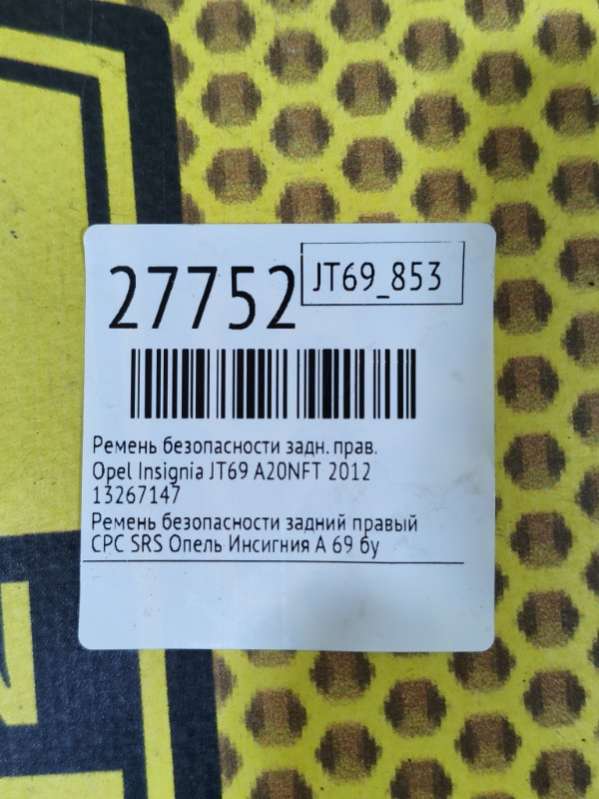 27752
JT69_853
Ремень безопасности задн. прав.
Opel Insignia JT69 A20NFT 2012
13267147
Ремень безопасности задний правый
СРС SRS Опель Инсигния А 69 бу